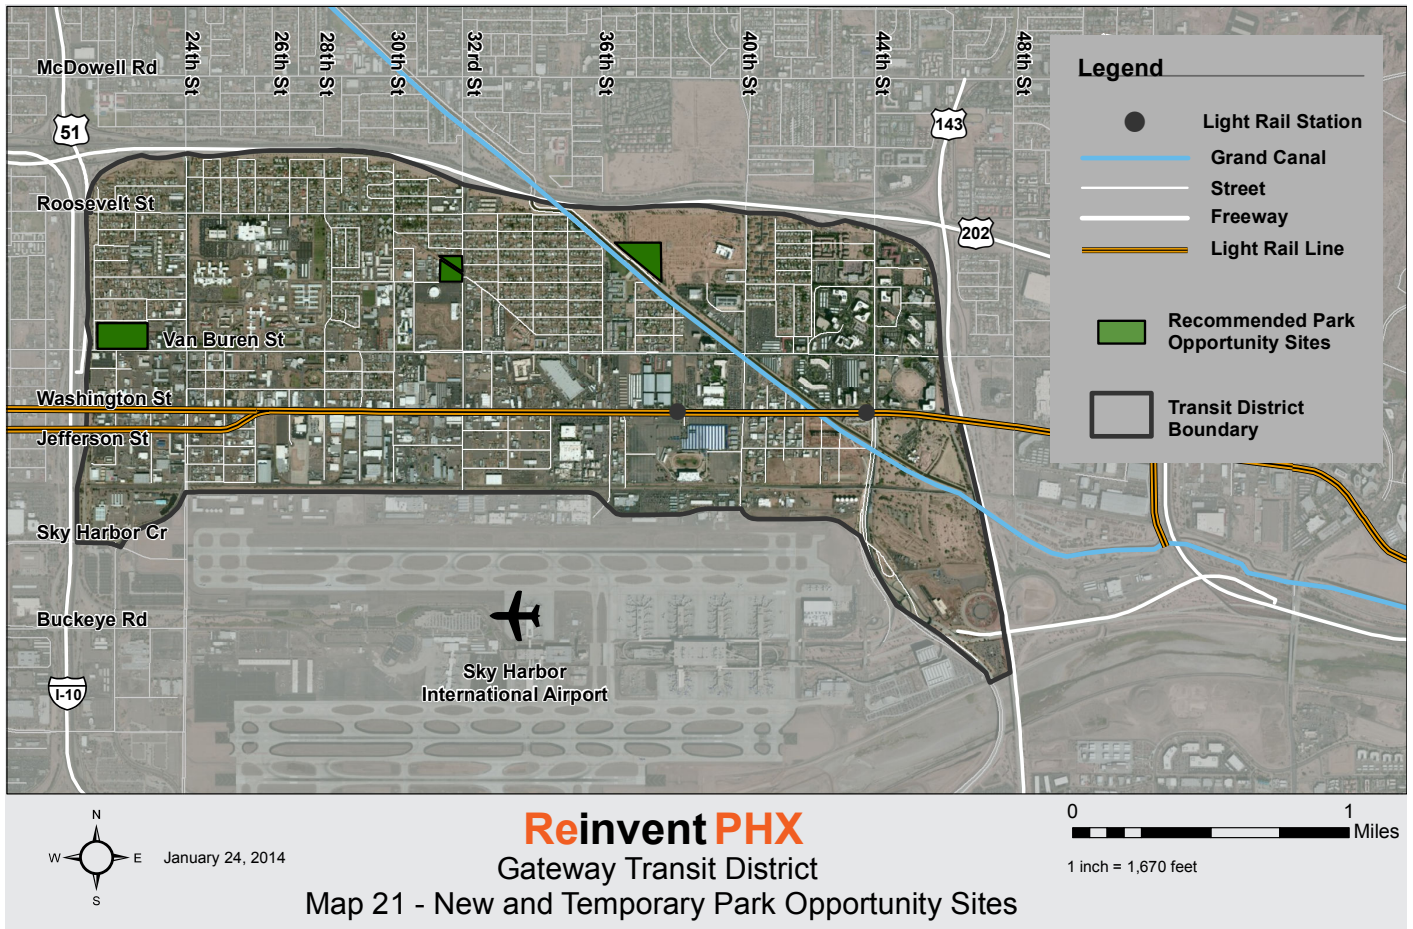 24th St
26th St
28th St
30th St
32rd St
36th St
40th St
44th St
48th St
McDowell Rd
51
143
Roosevelt St
202
Van Buren St
Washington St
Jefferson St
Sky Harbor Cr
Buckeye Rd
I-10
Sky Harbor
International Airport
Legend
Light Rail Station
Grand Canal
Street
Freeway
Light Rail Line
Recommended Park
Opportunity Sites
Transit District
Boundary
N
W E
S
January 24, 2014
Reinvent PHX
Gateway Transit District
Map 21 - New and Temporary Park Opportunity Sites
0 1
Miles
1 inch = 1,670 feet